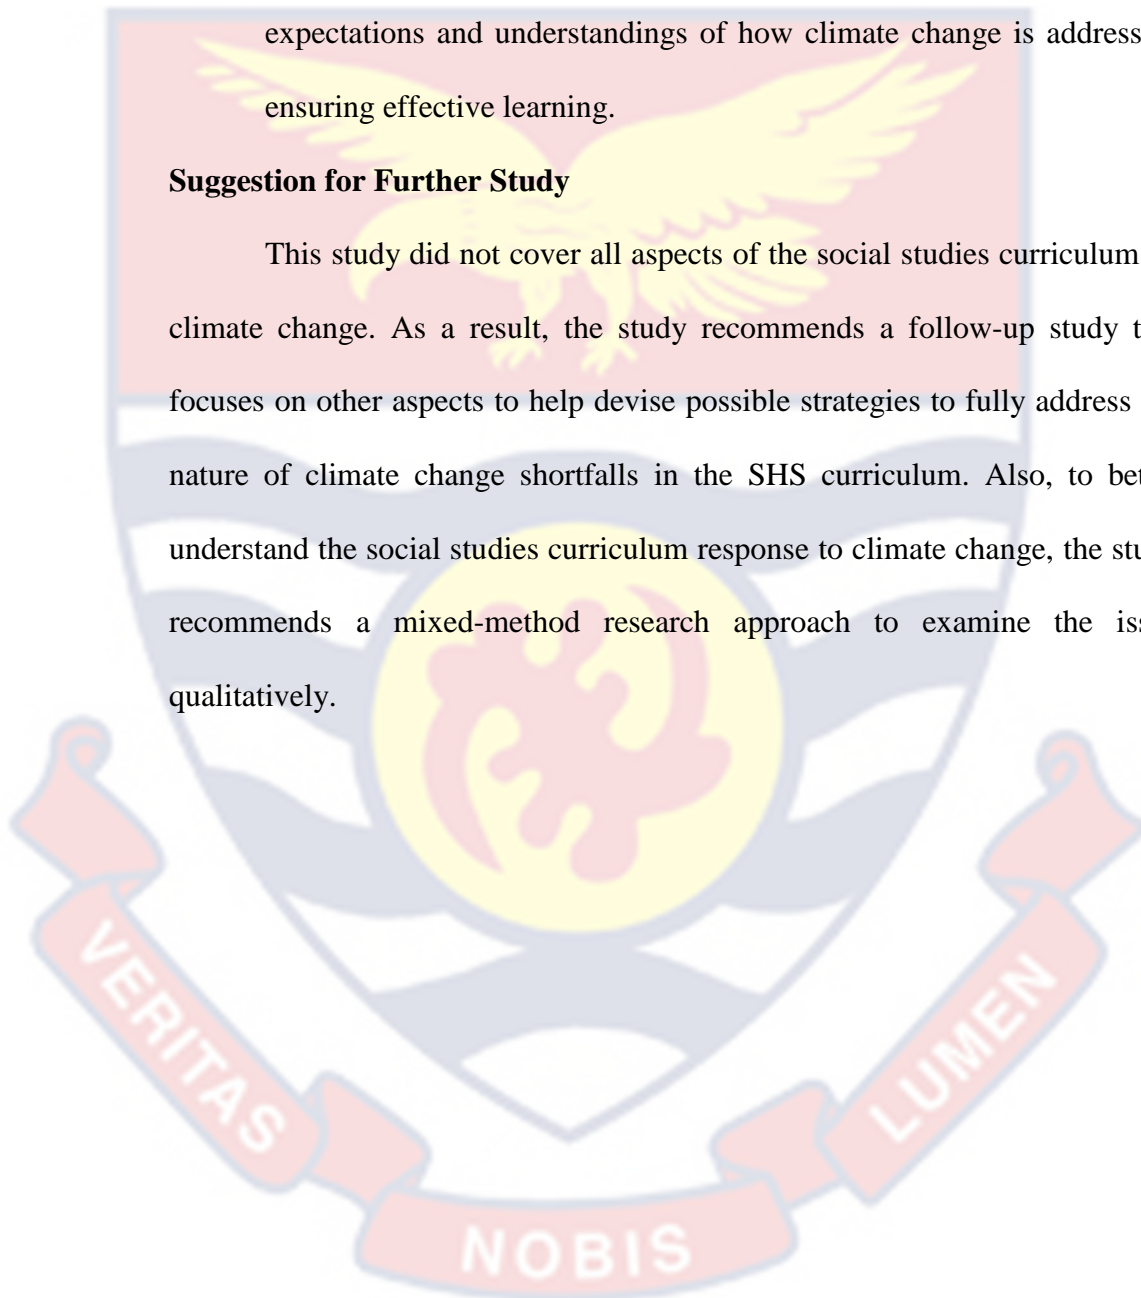 expectations and understandings of how climate change is address
ensuring effective learning.
Suggestion for Further Study
This study did not cover all aspects of the social studies curriculum
climate change. As a result, the study recommends a follow-up study t
focuses on other aspects to help devise possible strategies to fully address
nature of climate change shortfalls in the SHS curriculum. Also, to bet
understand the social studies curriculum response to climate change, the stu
recommends a mixed-method research approach to examine the iss
qualitatively.
VERITAS
NOBIS
LUMEN